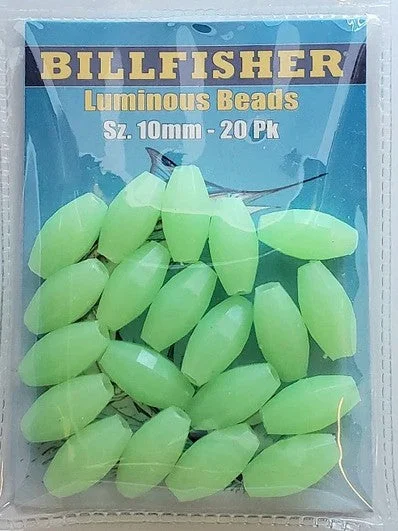 BILLFISHER
Luminous Beads
Sz. 10mm - 20 Pk